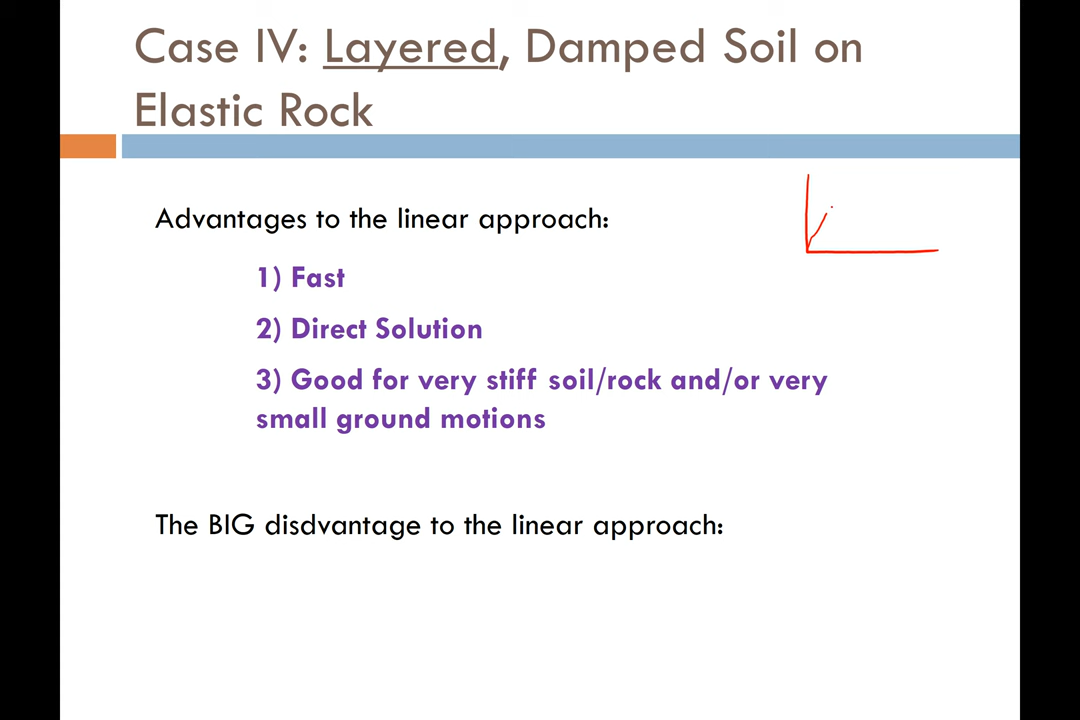 Case IV: Layered, Damped Soil on
Elastic Rock
Advantages to the linear approach:
1) Fast
2) Direct Solution
3) Good for very stiff soil/rock and/or very
small ground motions
The BIG disdvantage to the linear approach: